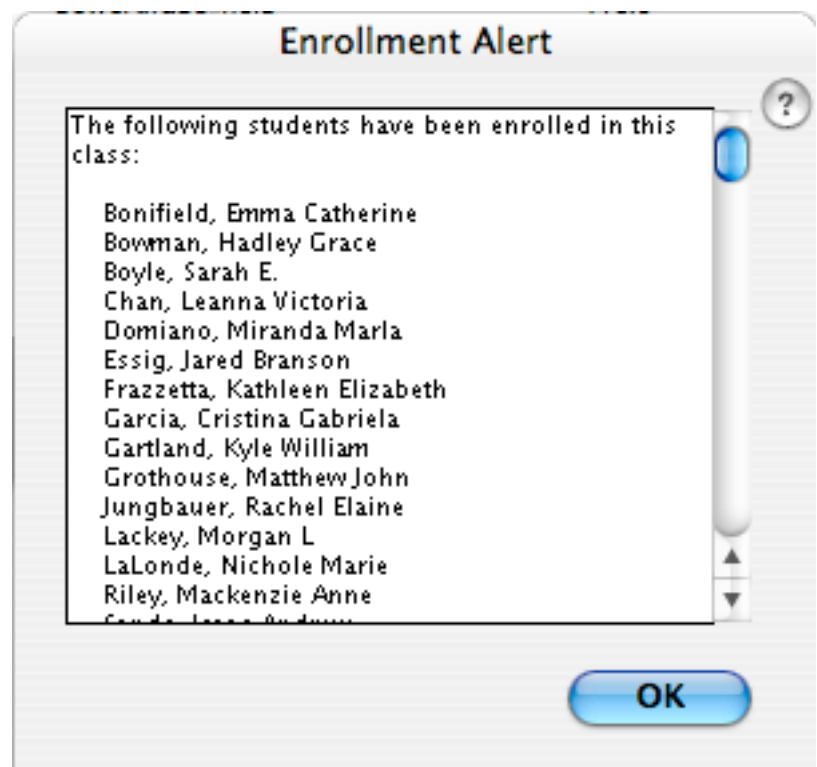 Enrollment Alert
?
The following students have been enrolled in this
class:
Bonifield, Emma Catherine
Bowman, Hadley Grace
Boyle, Sarah E.
Chan, Leanna Victoria
Domiano, Miranda Marla
Essig, Jared Branson
Frazzetta, Kathleen Elizabeth
Garcia, Cristina Gabriela
Gartland, Kyle William
Grothouse, Matthew John
Jungbauer, Rachel Elaine
Lackey, Morgan L
LaLonde, Nichole Marie
Riley, Mackenzie Anne
OK